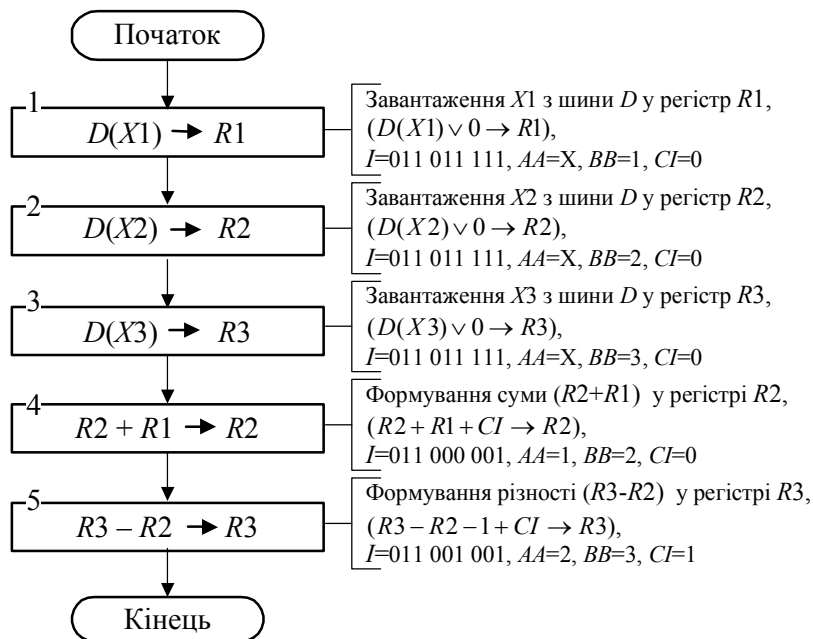 Початок
1
D(X1) → R1
Завантаження X1 з шини D у регістр R1,
(D(X1) ∨ 0 → R1),
I=011 011 111, AA=X, BB=1, CI=0
2
D(X2) → R2
Завантаження X2 з шини D у регістр R2,
(D(X2) ∨ 0 → R2),
I=011 011 111, AA=X, BB=2, CI=0
3
D(X3) → R3
Завантаження X3 з шини D у регістр R3,
(D(X3) ∨ 0 → R3),
I=011 011 111, AA=X, BB=3, CI=0
4
R2 + R1 → R2
Формування суми (R2+R1) у регістрі R2,
(R2 + R1 + CI → R2),
I=011 000 001, AA=1, BB=2, CI=0
5
R3 – R2 → R3
Формування різності (R3-R2) у регістрі R3,
(R3 – R2 – 1 + CI → R3),
I=011 001 001, AA=2, BB=3, CI=1
Кінець